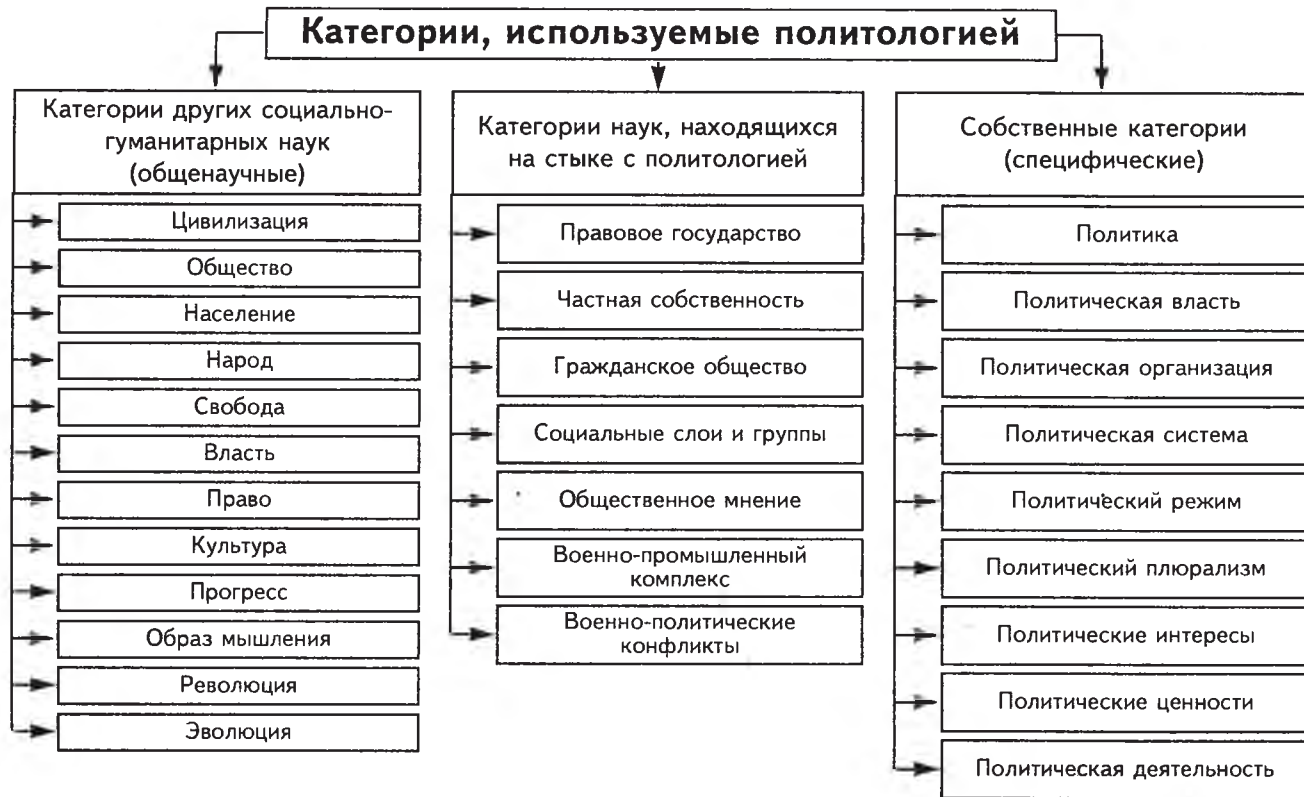 Категории, используемые политологией
Категории других социально-
гуманитарных наук
(общенаучные)
Цивилизация
Общество
Население
Народ
Свобода
Власть
Право
Культура
Прогресс
Образ мышления
Революция
Эволюция
Категории наук, находящихся
на стыке с политологией
Правовое государство
Частная собственность
Гражданское общество
Социальные слои и группы
Общественное мнение
Военно-промышленный
комплекс
Военно-политические
конфликты
Собственные категории
(специфические)
Политика
Политическая власть
Политическая организация
Политическая система
Политический режим
Политический плюрализм
Политические интересы
Политические ценности
Политическая деятельность